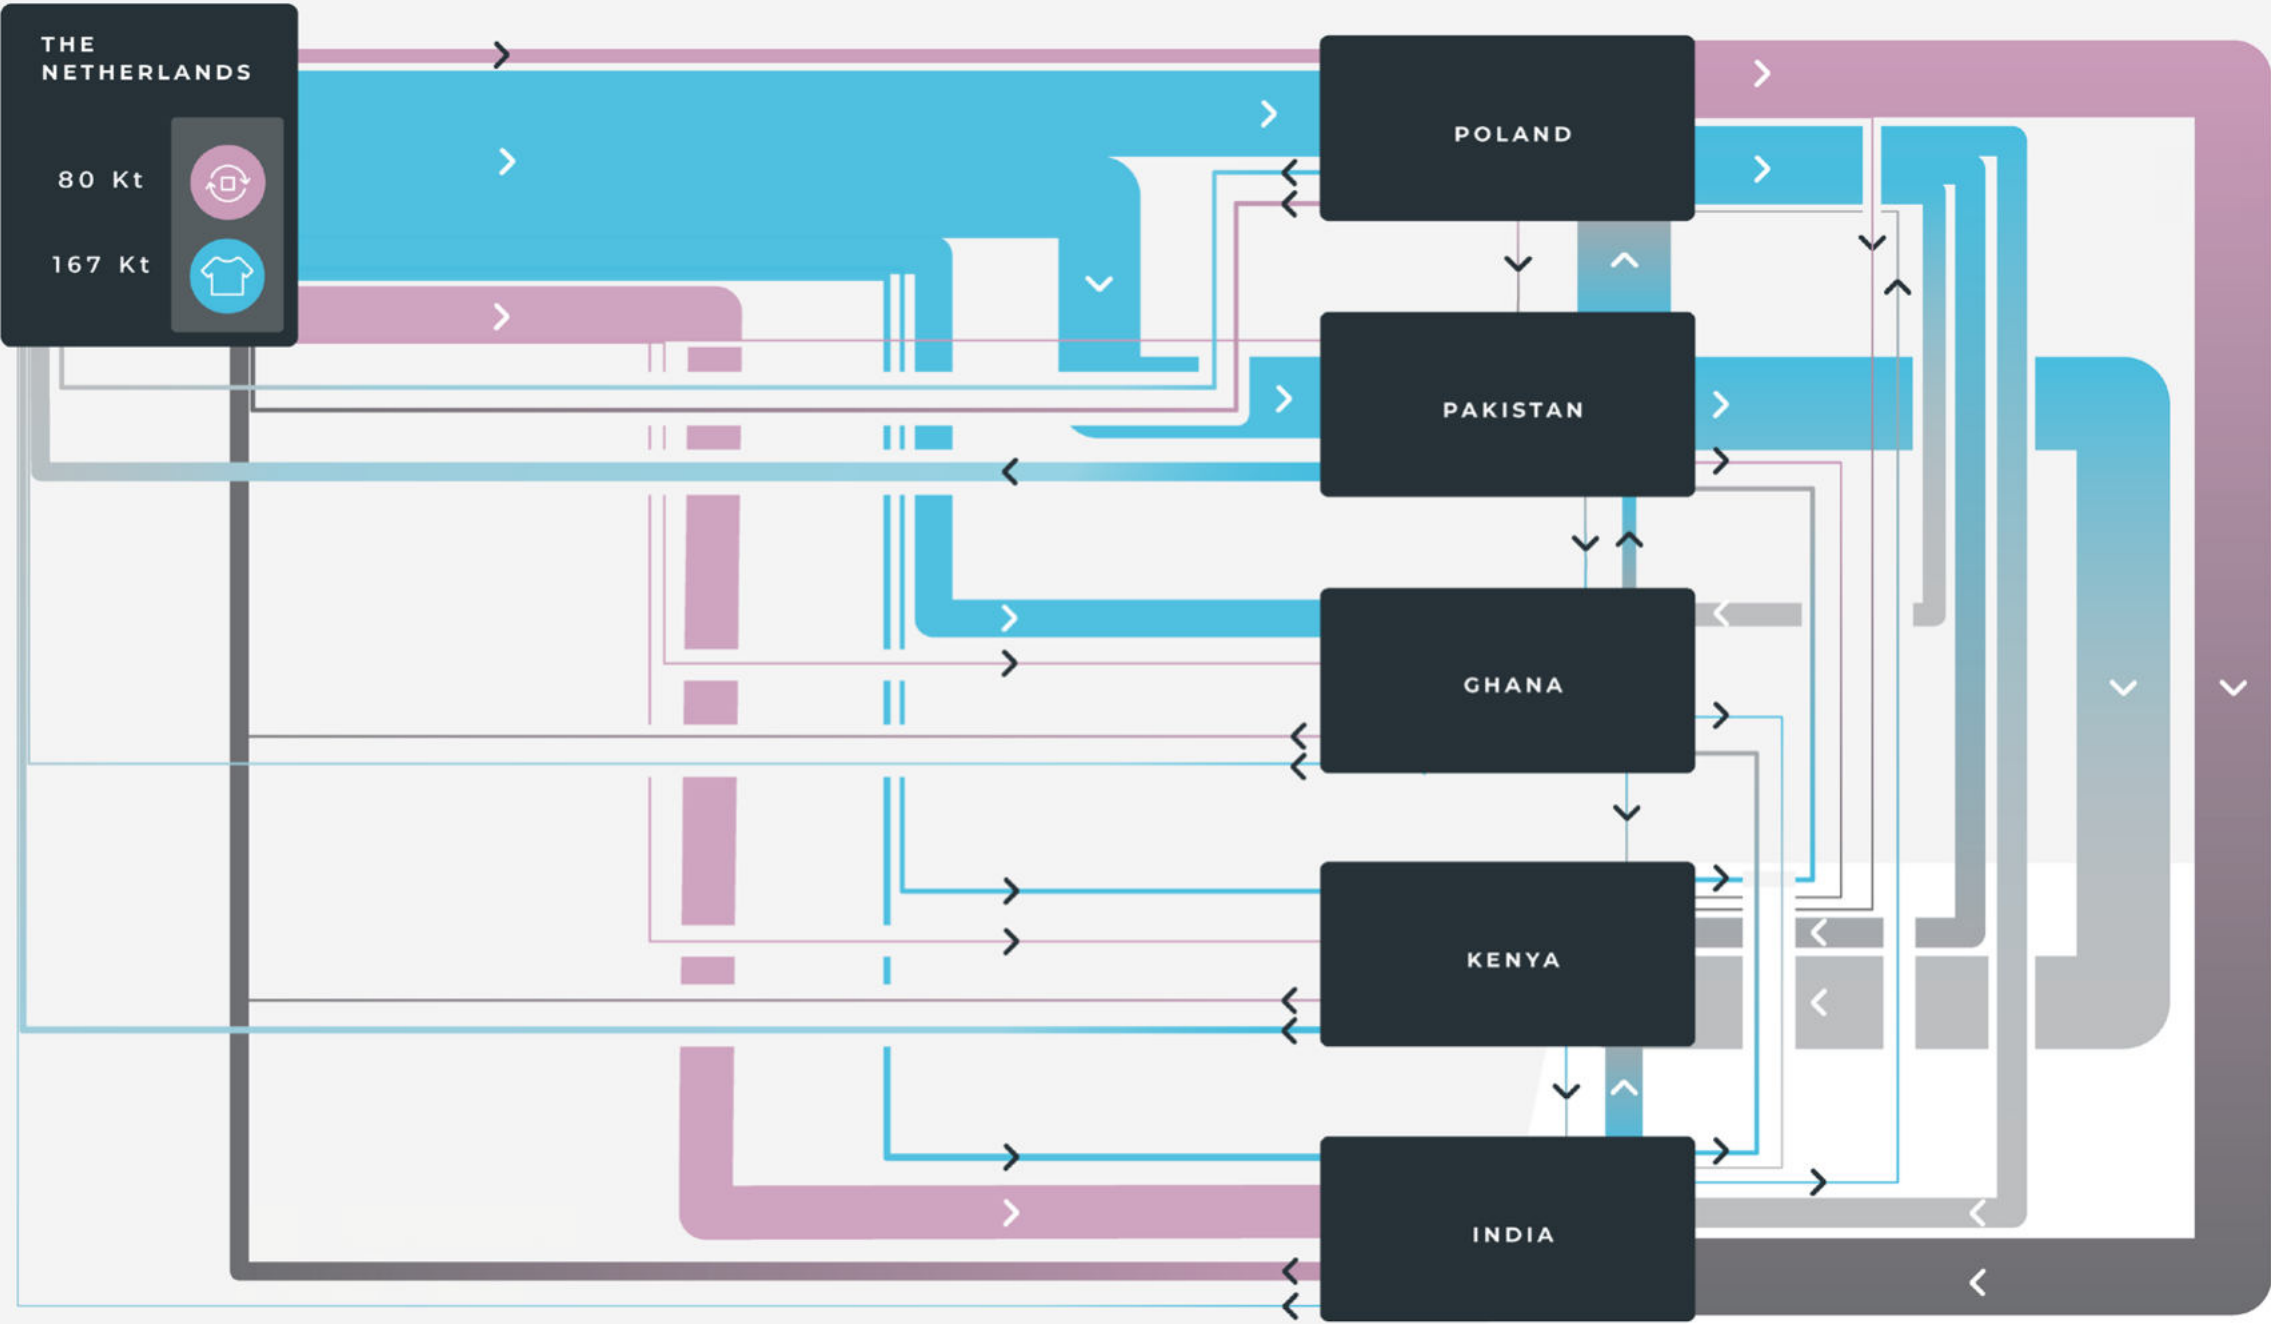 THE
NETHERLANDS
80 Kt
167 Kt
POLAND
PAKISTAN
GHANA
KENYA
INDIA